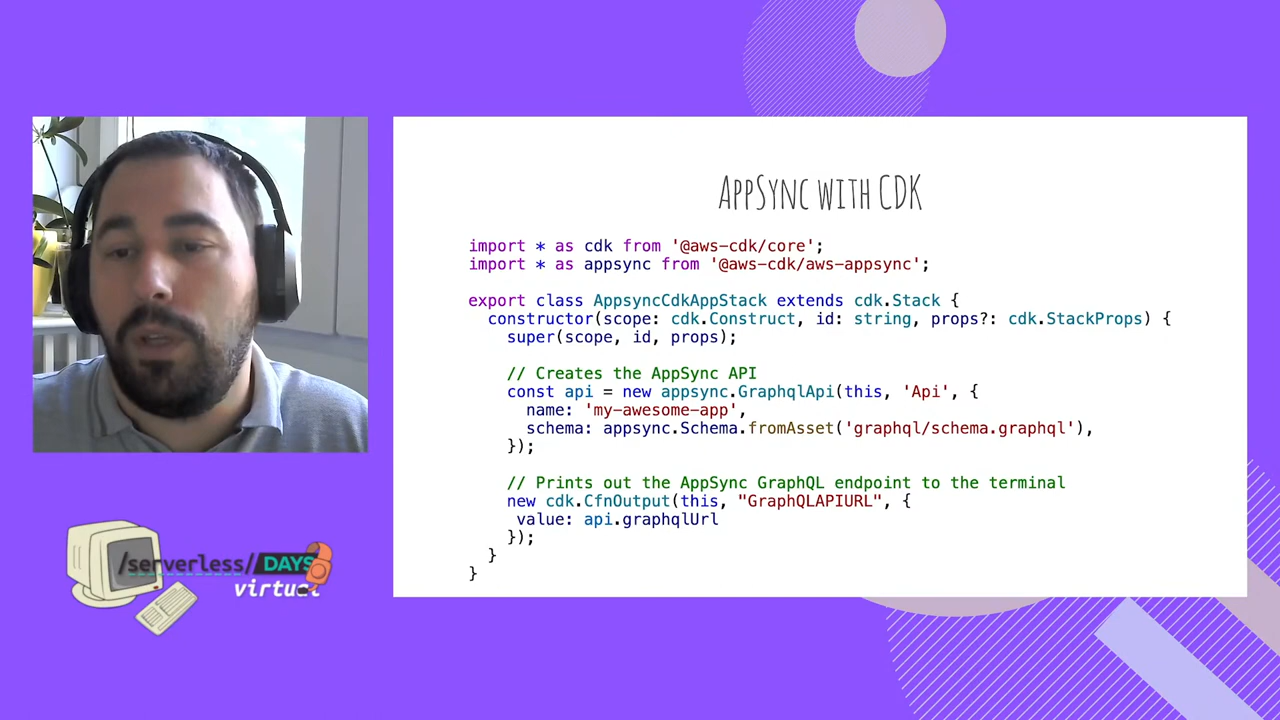 AppSync with CDK
import * as cdk from '@aws-cdk/core';
import * as appsync from '@aws-cdk/aws-appsync';
export class AppsyncCdkAppStack extends cdk.Stack {
constructor(scope: cdk.Construct, id: string, props?: cdk.StackProps) {
super(scope, id, props);
// Creates the AppSync API
const api = new appsync.GraphqlApi(this, 'Api', {
name: 'my-awesome-app',
schema: appsync.Schema.fromAsset('graphql/schema.graphql'),
});
// Prints out the AppSync GraphQL endpoint to the terminal
new cdk.CfnOutput(this, "GraphQLAPIURL", {
value: api.graphqlUrl
});
}
}
/serverless/DAYS
virtual